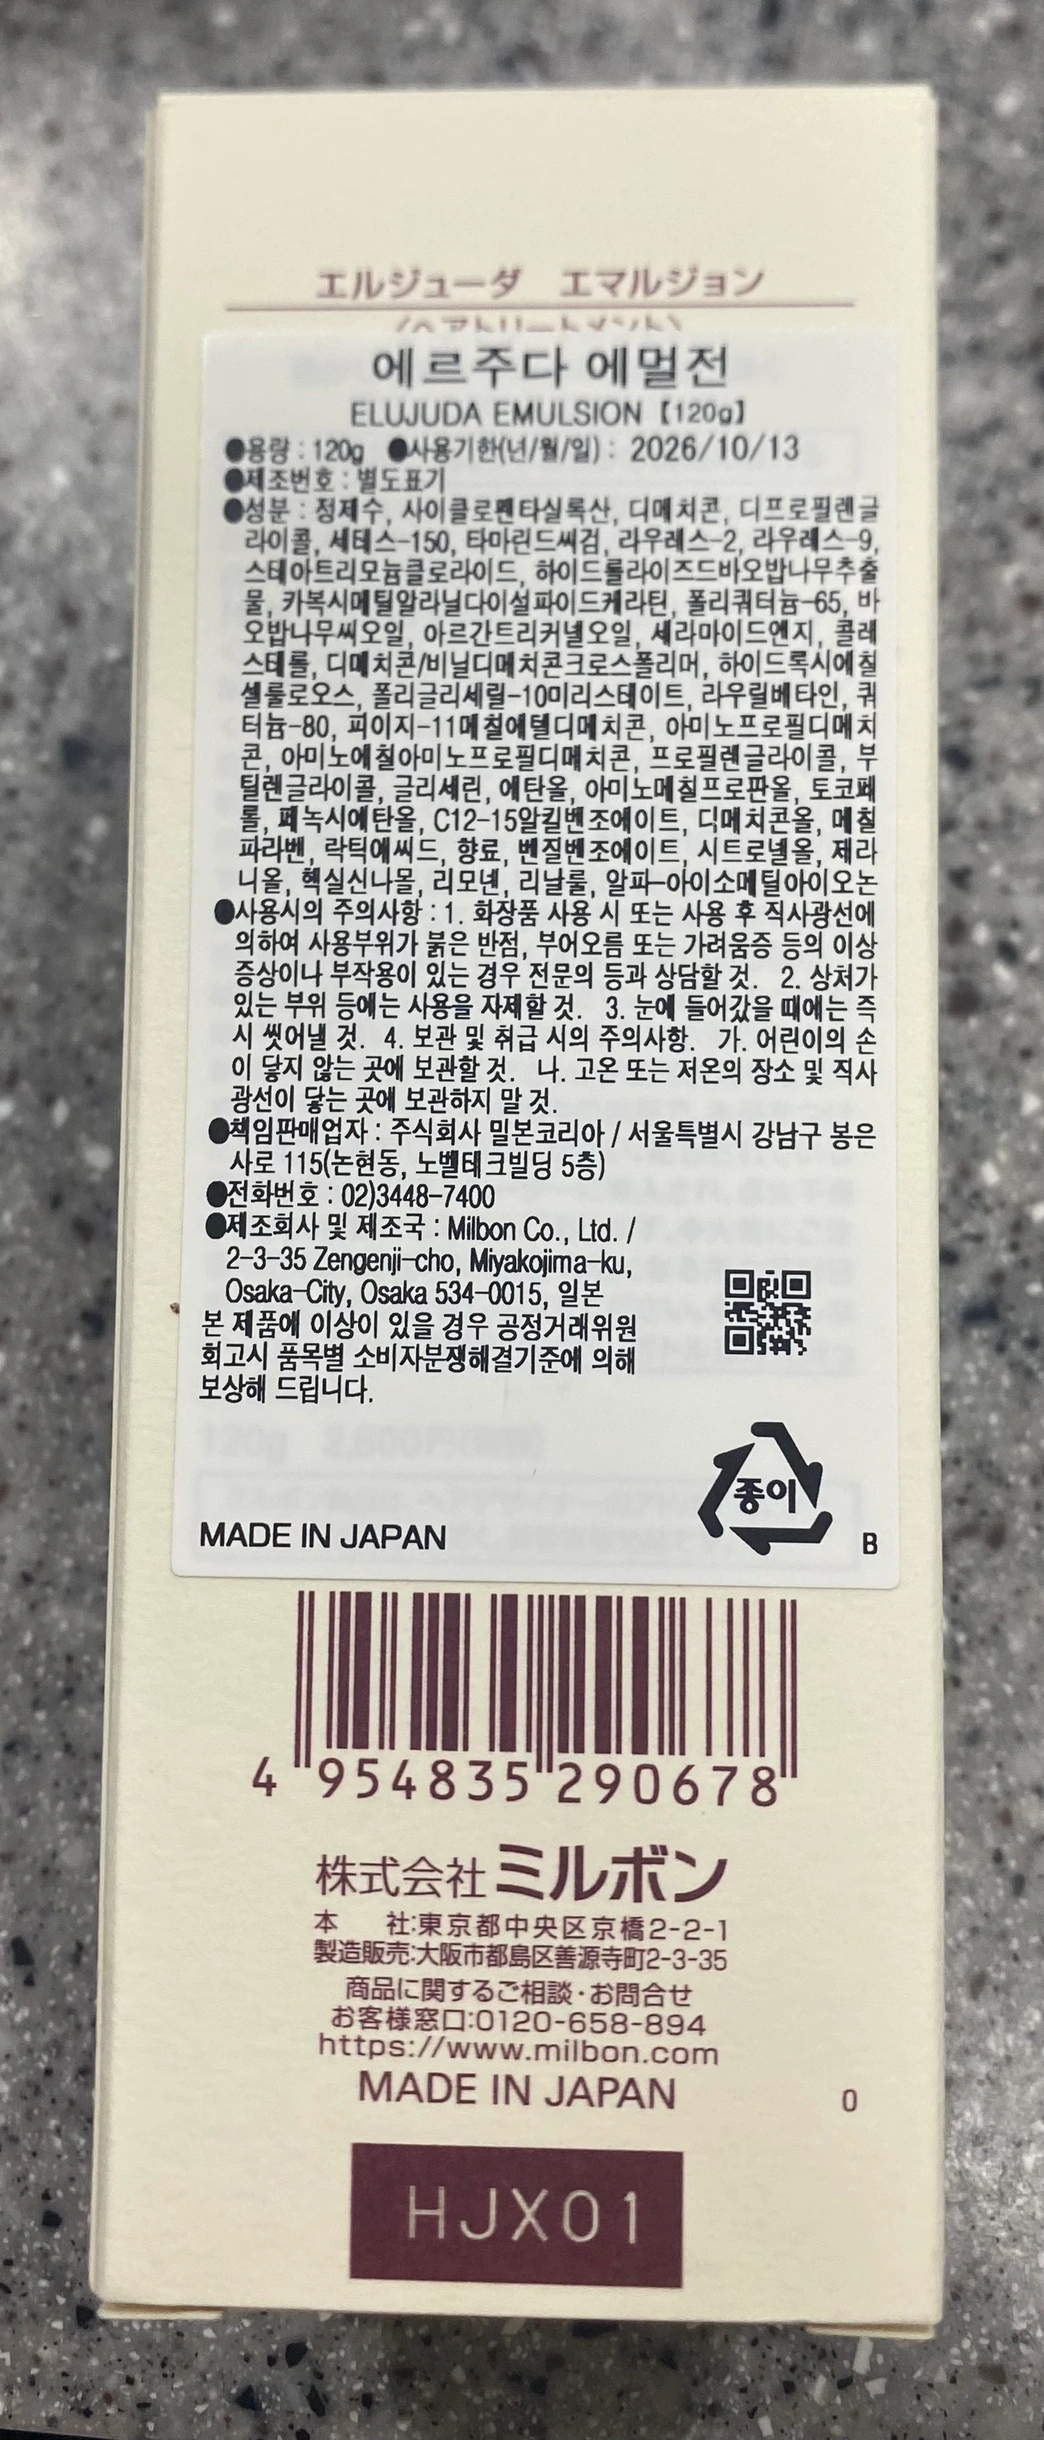 エルジューダ エマルジョン
〈ヘアトリートメント〉
에르주다 에멀전
ELUJUDA EMULSION【120g】
●용량 : 120g ●사용기한(년/월/일) : 2026/10/13
●제조번호 : 별도표기
●성분 : 정제수, 사이클로펜타실록산, 디메치콘, 디프로필렌글
라이콜, 세테스-150, 타마린드씨검, 라우레스-2, 라우레스-9,
스테아트리모늄클로라이드, 하이드롤라이즈드바오밥나무추출
물, 카복시메틸알라닐다이설파이드케라틴, 폴리쿼터늄-65, 바
오밥나무씨오일, 아르간트리커넬오일, 세라마이드엔지, 콜레
스테롤, 디메치콘/비닐디메치콘크로스폴리머, 하이드록시에칠
셀룰로오스, 폴리글리세릴-10미리스테이트, 라우릴베타인, 쿼
터늄-80, 피이지-11메칠에텔디메치콘, 아미노프로필디메치
콘, 아미노에칠아미노프로필디메치콘, 프로필렌글라이콜, 부
틸렌글라이콜, 글리세린, 에탄올, 아미노메칠프로판올, 토코페
롤, 페녹시에탄올, C12-15알킬벤조에이트, 디메치콘올, 메칠
파라벤, 락틱애씨드, 향료, 벤질벤조에이트, 시트로넬올, 제라
니올, 헥실신나몰, 리모넨, 리날룰, 알파-아이소메틸아이오논
●사용시의 주의사항 : 1. 화장품 사용 시 또는 사용 후 직사광선에
의하여 사용부위가 붉은 반점, 부어오름 또는 가려움증 등의 이상
증상이나 부작용이 있는 경우 전문의 등과 상담할 것. 2. 상처가
있는 부위 등에는 사용을 자제할 것. 3. 눈에 들어갔을 때에는 즉
시 씻어낼 것. 4. 보관 및 취급 시의 주의사항. 가. 어린이의 손
이 닿지 않는 곳에 보관할 것. 나. 고온 또는 저온의 장소 및 직사
광선이 닿는 곳에 보관하지 말 것.
●책임판매업자 : 주식회사 밀본코리아 / 서울특별시 강남구 봉은
사로 115(논현동, 노벨테크빌딩 5층)
●전화번호 : 02)3448-7400
●제조회사 및 제조국 : Milbon Co., Ltd. /
2-3-35 Zengenji-cho, Miyakojima-ku,
Osaka-City, Osaka 534-0015, 일본
본 제품에 이상이 있을 경우 공정거래위원
회고시 품목별 소비자분쟁해결기준에 의해
보상해 드립니다.
120g 2,600円
종이
MADE IN JAPAN
B
4 954835 290678
株式会社ミルボン
本 社:東京都中央区京橋2-2-1
製造販売:大阪市都島区善源寺町2-3-35
商品に関するご相談・お問合せ
お客様窓口:0120-658-894
https://www.milbon.com
MADE IN JAPAN
0
HJX01